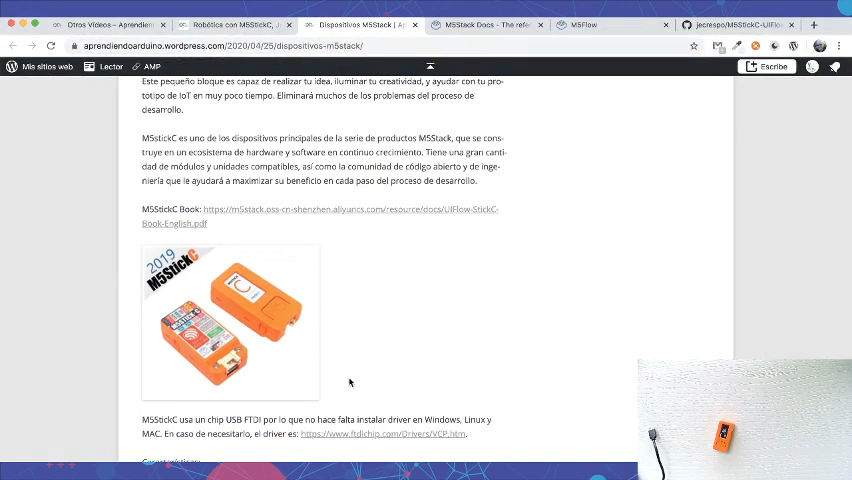 Otros Vídeos – Aprendien
Robótica con M5StickC, Ji
Dispositivos M5Stack | Ap
M5Stack Docs - The refer
M5Flow
jecrespo/M5StickC-UIFlow
aprendiendoarduino.wordpress.com/2020/04/25/dispositivos-m5stack/
Mis sitios web
Lector
AMP
Escribe
Este pequeño bloque es capaz de realizar tu idea, iluminar tu creatividad, y ayudar con tu pro-
totipo de IoT en muy poco tiempo. Eliminará muchos de los problemas del proceso de
desarrollo.
M5stickC es uno de los dispositivos principales de la serie de productos M5Stack, que se cons-
truye en un ecosistema de hardware y software en continuo crecimiento. Tiene una gran canti-
dad de módulos y unidades compatibles, así como la comunidad de código abierto y de inge-
niería que le ayudará a maximizar su beneficio en cada paso del proceso de desarrollo.
M5StickC Book: https://m5stack.oss-cn-shenzhen.aliyuncs.com/resource/docs/UIFlow-StickC-
Book-English.pdf
2019
M5StickC
M5StickC usa un chip USB FTDI por lo que no hace falta instalar driver en Windows, Linux y
MAC. En caso de necesitarlo, el driver es: https://www.ftdichip.com/Drivers/VCP.htm.
Características: